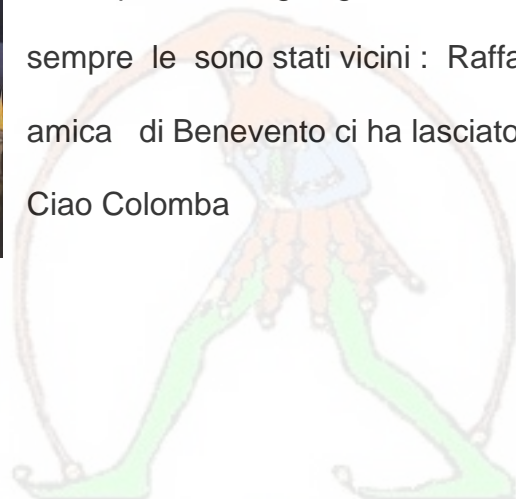 sempre le sono stati vicini : Raffa
amica di Benevento ci ha lasciato
Ciao Colomba